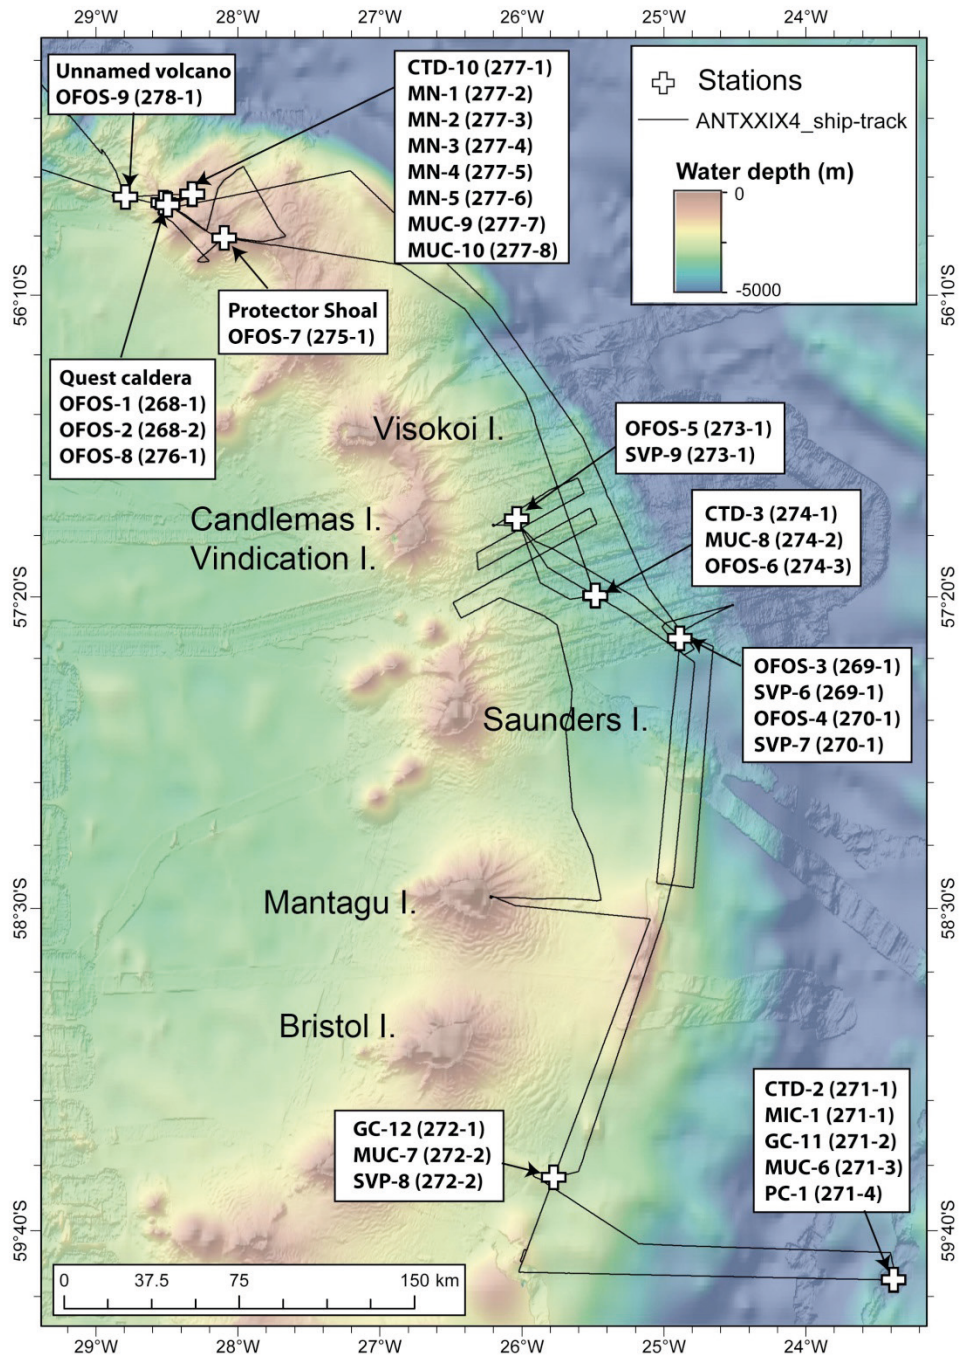 29°W 28°W 27°W 26°W 25°W 24°W
Unnamed volcano
OFOS-9 (278-1)
CTD-10 (277-1)
MN-1 (277-2)
MN-2 (277-3)
MN-3 (277-4)
MN-4 (277-5)
MN-5 (277-6)
MUC-9 (277-7)
MUC-10 (277-8)
Stations
ANTXXIX4_ship-track
Water depth (m)
0
-5000
56°10'S
56°10'S
Protector Shoal
OFOS-7 (275-1)
Quest caldera
OFOS-1 (268-1)
OFOS-2 (268-2)
OFOS-8 (276-1)
Visokoi I.
OFOS-5 (273-1)
SVP-9 (273-1)
Candlemas I.
Vindication I.
CTD-3 (274-1)
MUC-8 (274-2)
OFOS-6 (274-3)
57°20'S
57°20'S
OFOS-3 (269-1)
SVP-6 (269-1)
OFOS-4 (270-1)
SVP-7 (270-1)
Saunders I.
Mantagu I.
58°30'S
58°30'S
Bristol I.
GC-12 (272-1)
MUC-7 (272-2)
SVP-8 (272-2)
CTD-2 (271-1)
MIC-1 (271-1)
GC-11 (271-2)
MUC-6 (271-3)
PC-1 (271-4)
59°40'S
59°40'S
0 37.5 75 150 km
29°W 28°W 27°W 26°W 25°W 24°W